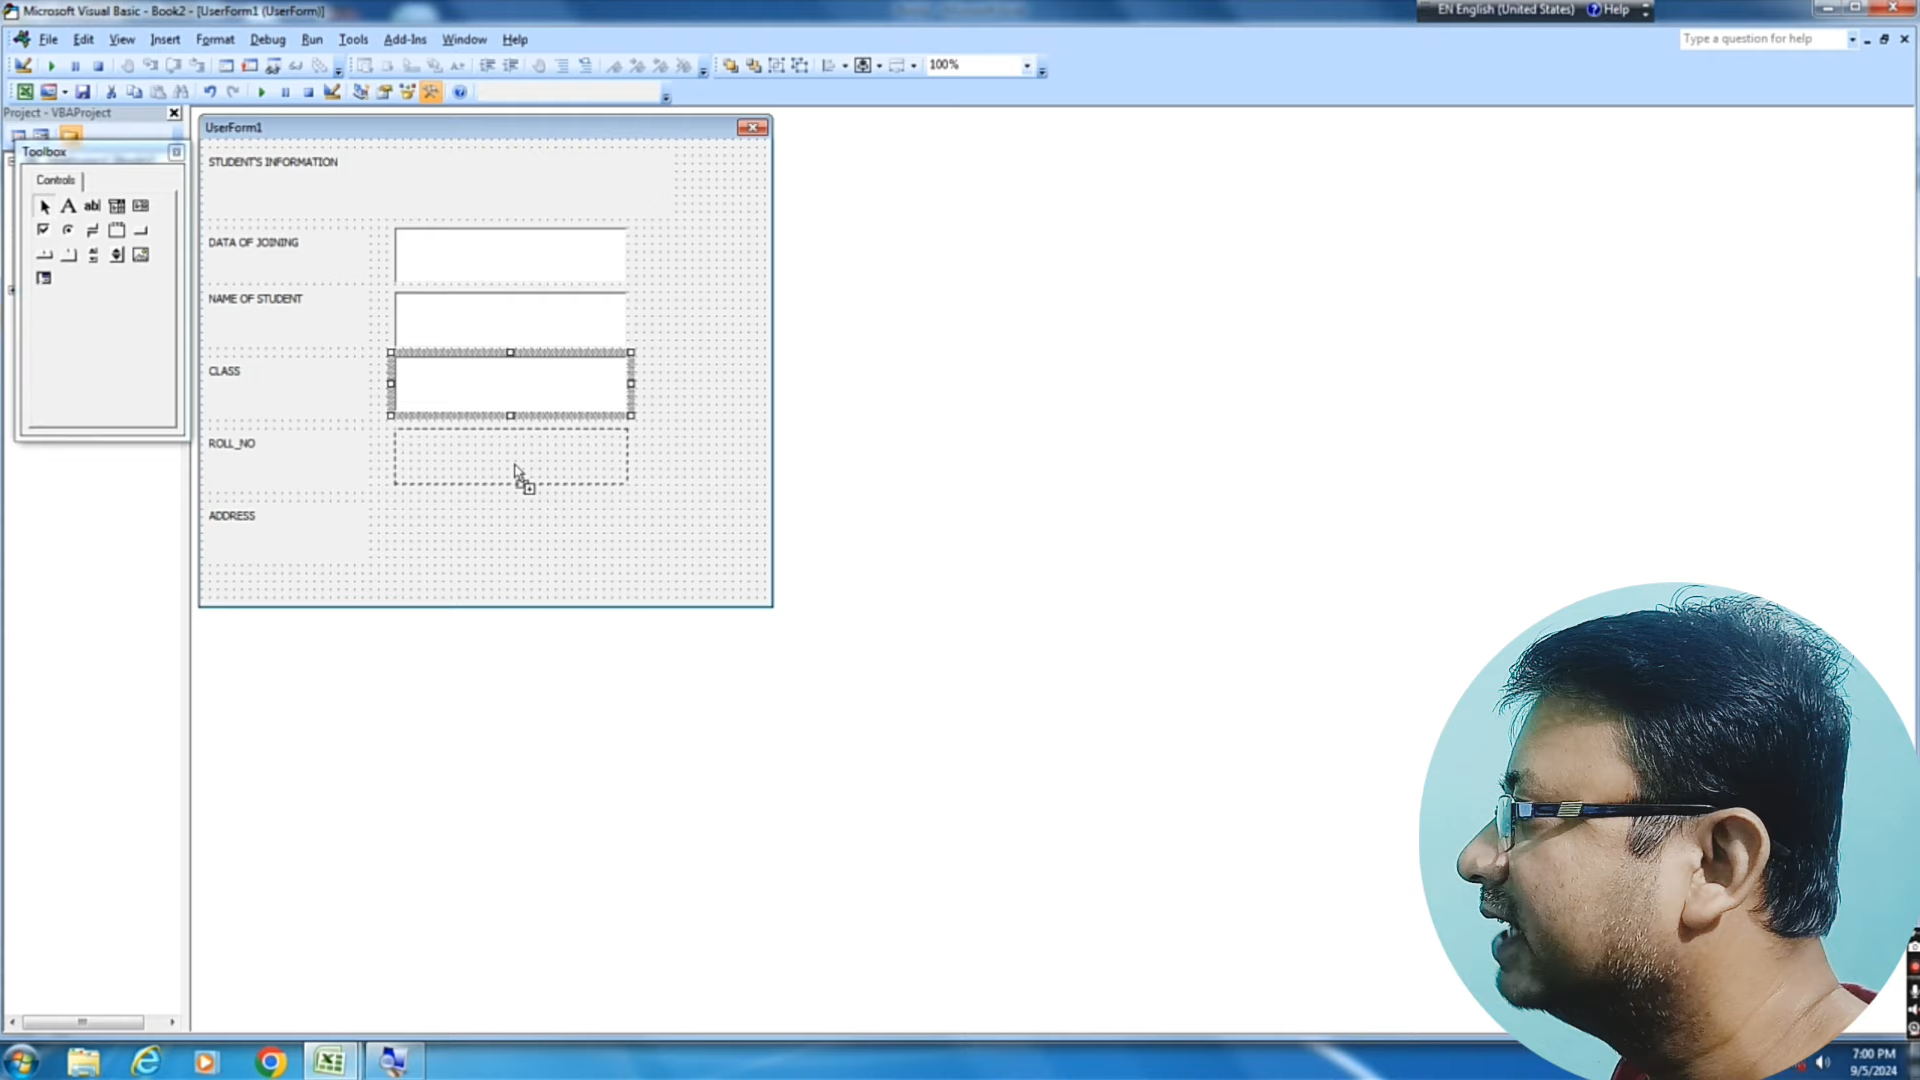 Microsoft Visual Basic - Book2 - [UserForm1 (UserForm)]
EN English (United States)
Help
File Edit View Insert Format Debug Run Tools Add-Ins Window Help
Type a question for help
100%
Project - VBAProject
Toolbox
Controls
A ab|
UserForm1
STUDENT'S INFORMATION
DATA OF JOINING
NAME OF STUDENT
CLASS
ROLL_NO
ADDRESS
7:00 PM
9/5/2024